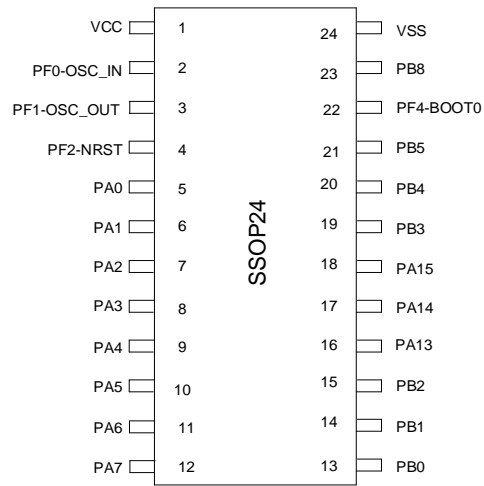 VCC 1 24 VSS
PF0-OSC_IN 2 23 PB8
PF1-OSC_OUT 3 22 PF4-BOOT0
PF2-NRST 4 21 PB5
PA0 5 20 PB4
PA1 6 19 PB3
PA2 7 18 PA15
PA3 8 17 PA14
PA4 9 16 PA13
PA5 10 15 PB2
PA6 11 14 PB1
PA7 12 13 PB0
SSOP24